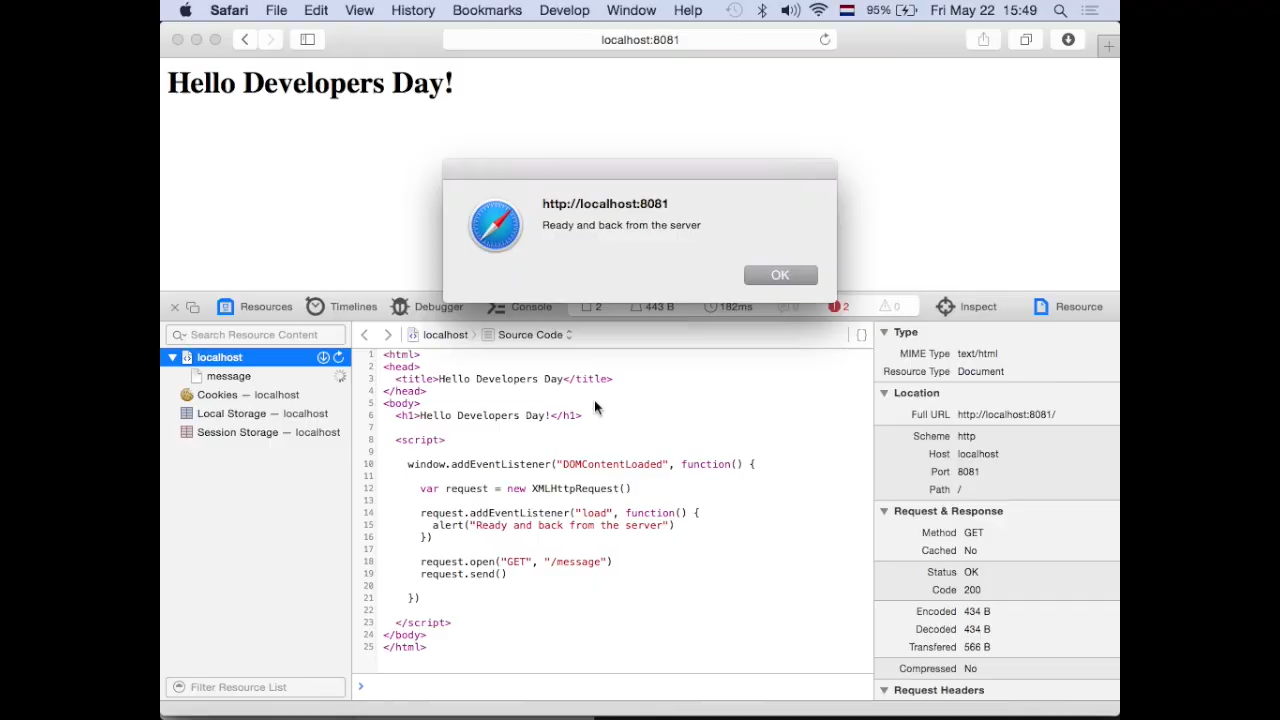 Safari File Edit View History Bookmarks Develop Window Help 95% Fri May 22 15:49
localhost:8081
Hello Developers Day!
http://localhost:8081
Ready and back from the server
OK
Resources Timelines Debugger Console 2 443 B 182ms 0 2 0 Inspect Resource
Search Resource Content localhost Source Code {}
localhost
message
Cookies — localhost
Local Storage — localhost
Session Storage — localhost
Filter Resource List
1 <html>
2 <head>
3 <title>Hello Developers Day</title>
4 </head>
5 <body>
6 <h1>Hello Developers Day!</h1>
7
8 <script>
9
10 window.addEventListener("DOMContentLoaded", function() {
11
12 var request = new XMLHttpRequest()
13
14 request.addEventListener("load", function() {
15 alert("Ready and back from the server")
16 })
17
18 request.open("GET", "/message")
19 request.send()
20
21 })
22
23 </script>
24 </body>
25 </html>
Type
MIME Type text/html
Resource Type Document
Location
Full URL http://localhost:8081/
Scheme http
Host localhost
Port 8081
Path /
Request & Response
Method GET
Cached No
Status OK
Code 200
Encoded 434 B
Decoded 434 B
Transfered 566 B
Compressed No
Request Headers